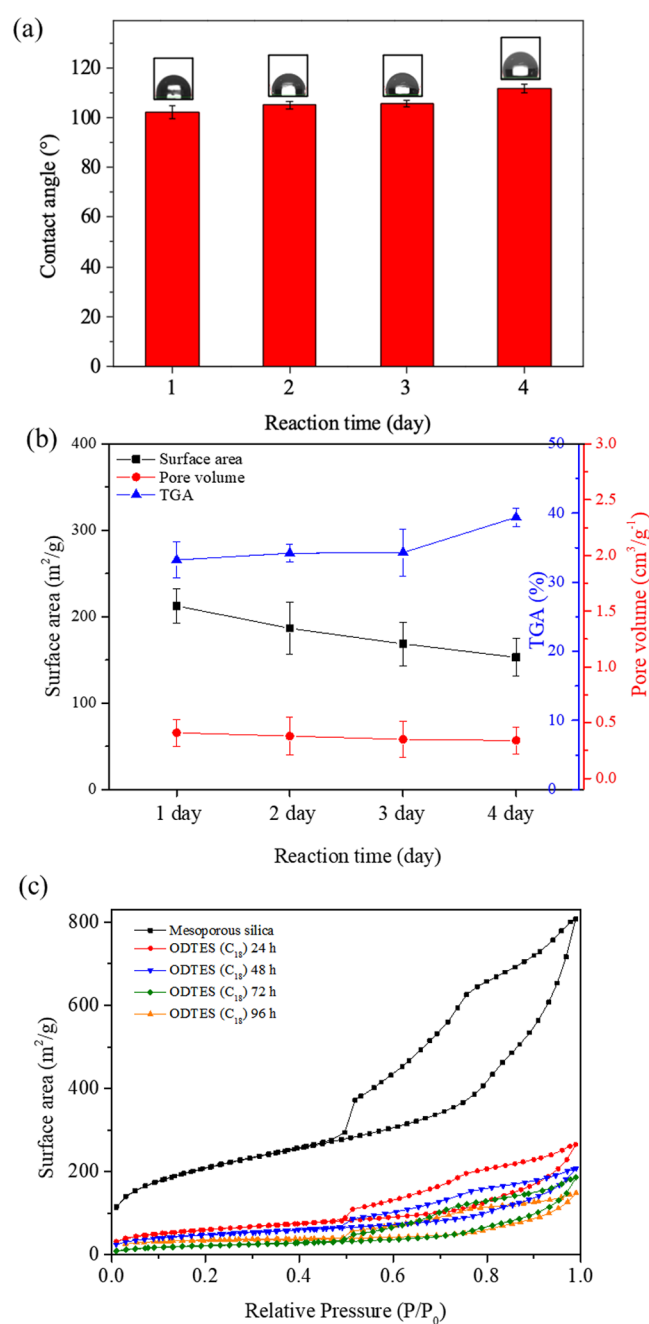 (a)
120
100
80
60
40
20
0
Contact angle (º)
1 2 3 4
Reaction time (day)
(b)
400
300
200
100
0
Surface area (m²/g)
Surface area
Pore volume
TGA
50
40
30
20
10
0
TGA (%)
3.0
2.5
2.0
1.5
1.0
0.5
0.0
Pore volume (cm³/g⁻¹)
1 day 2 day 3 day 4 day
Reaction time (day)
(c)
800
600
400
200
0
Surface area (m²/g)
Mesoporous silica
ODTES (C₁₈) 24 h
ODTES (C₁₈) 48 h
ODTES (C₁₈) 72 h
ODTES (C₁₈) 96 h
0.0 0.2 0.4 0.6 0.8 1.0
Relative Pressure (P/P₀)